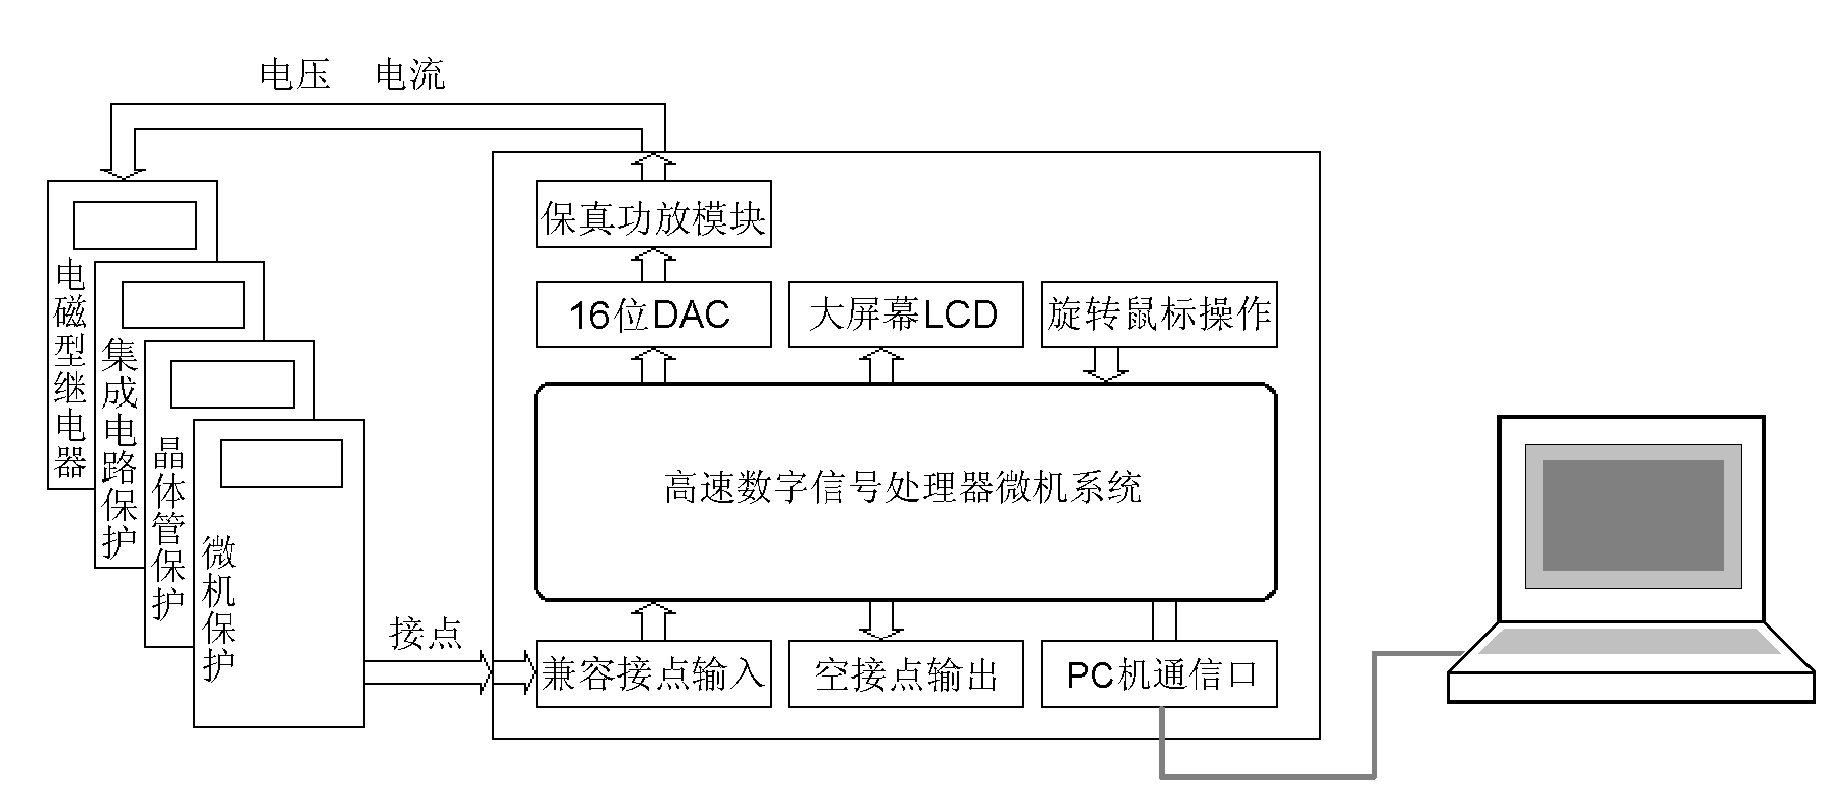 电压 电流
保真功放模块
16位DAC
大屏幕LCD
旋转鼠标操作
电磁型继电器
集成电路保护
晶体管保护
微机保护
高速数字信号处理器微机系统
接点
兼容接点输入
空接点输出
PC机通信口